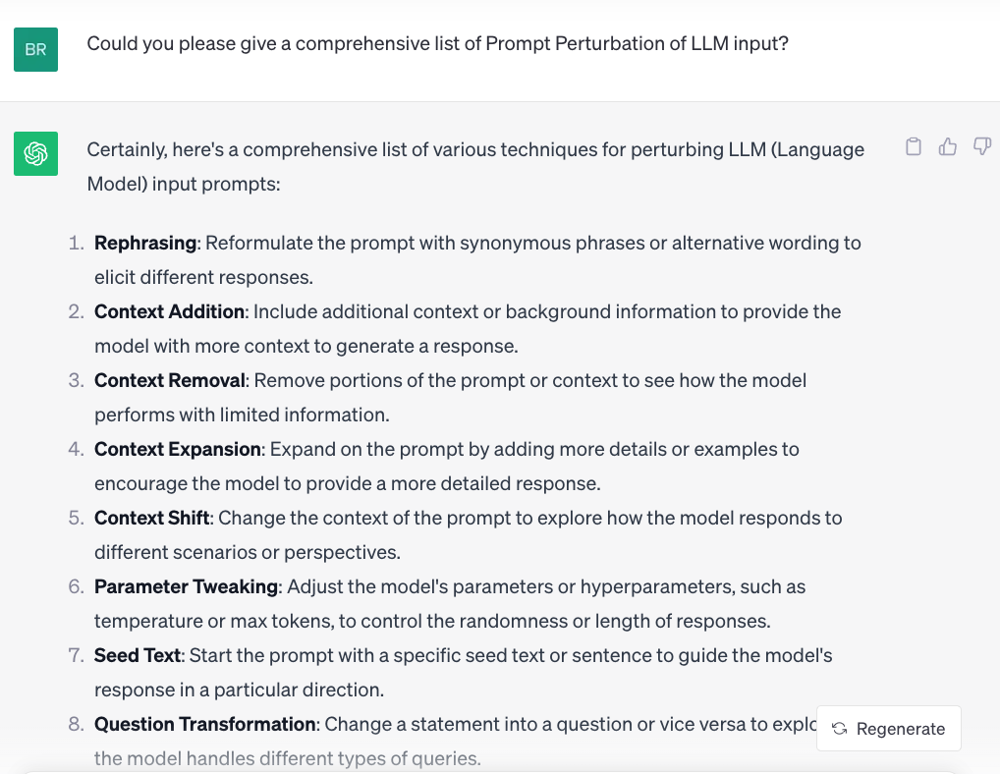 BR
Could you please give a comprehensive list of Prompt Perturbation of LLM input?
Certainly, here's a comprehensive list of various techniques for perturbing LLM (Language
Model) input prompts:
1. Rephrasing: Reformulate the prompt with synonymous phrases or alternative wording to
elicit different responses.
2. Context Addition: Include additional context or background information to provide the
model with more context to generate a response.
3. Context Removal: Remove portions of the prompt or context to see how the model
performs with limited information.
4. Context Expansion: Expand on the prompt by adding more details or examples to
encourage the model to provide a more detailed response.
5. Context Shift: Change the context of the prompt to explore how the model responds to
different scenarios or perspectives.
6. Parameter Tweaking: Adjust the model's parameters or hyperparameters, such as
temperature or max tokens, to control the randomness or length of responses.
7. Seed Text: Start the prompt with a specific seed text or sentence to guide the model's
response in a particular direction.
8. Question Transformation: Change a statement into a question or vice versa to
the model handles different types of queries.
Regenerate